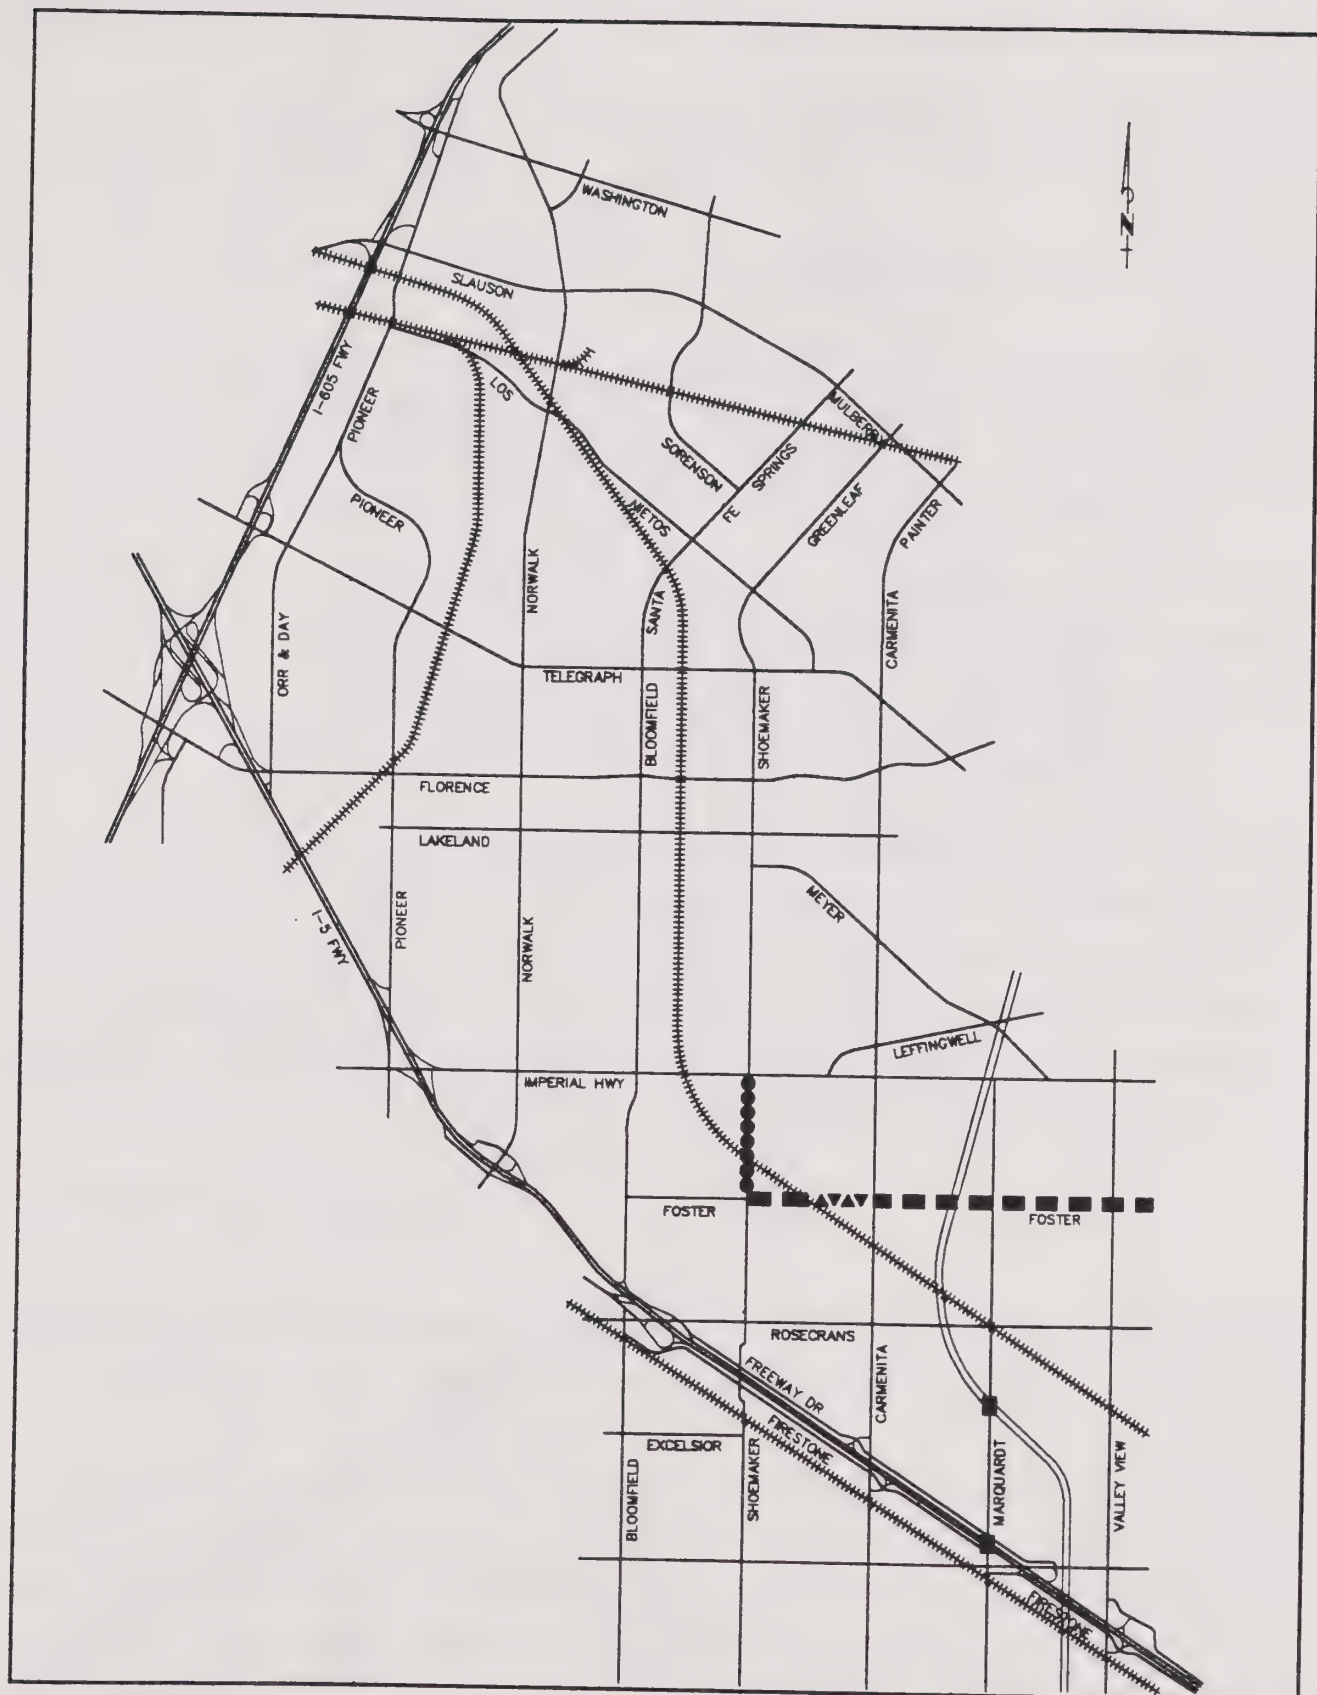 WASHINGTON
N
SLAUSON
I-605 FWY
LOS
PIONEER
MULBERRY
SORENSON
SPRINGS
PIONEER
NIETOS
FE
GREENLEAF
PAINTER
NORWALK
SANTA
CARMENITA
ORR & DAY
TELEGRAPH
BLOOMFIELD
SHOEMAKER
FLORENCE
LAKELAND
MEYER
PIONEER
I-5 FWY
NORWALK
LEFFINGWELL
IMPERIAL HWY
FOSTER
FOSTER
ROSECRANS
FREEWAY DR
CARMENITA
FIRESTONE
EXCELSIOR
BLOOMFIELD
SHOEMAKER
MARQUARDT
VALLEY VIEW
FIRESTONE